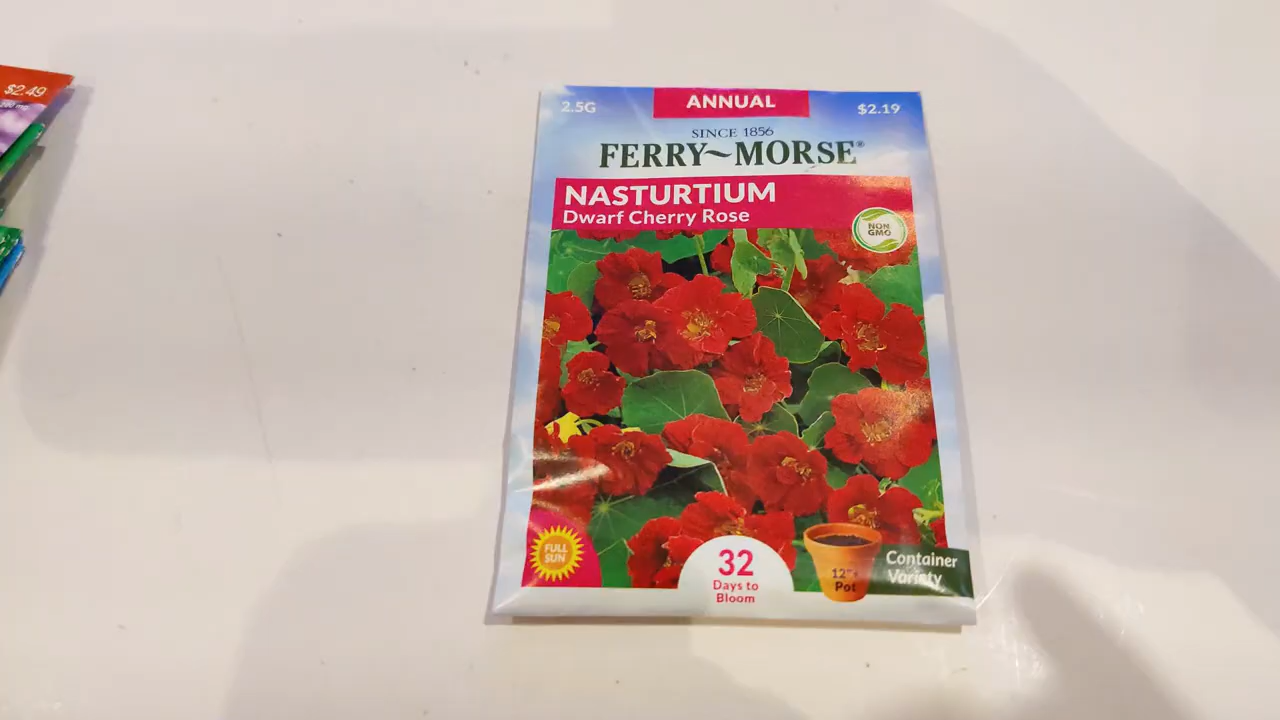 $2.49
2.5G
ANNUAL
$2.19
SINCE 1856
FERRY~MORSE®
NASTURTIUM
Dwarf Cherry Rose
NON-
GMO
FULL
SUN
32
Days to
Bloom
12"+
Pot
Container
Variety